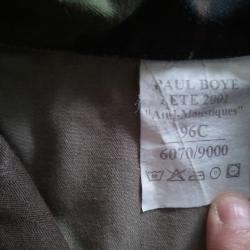 PAUL BOYE
ETE 2001
"Anti-Moustiques"
96C
6070/9000